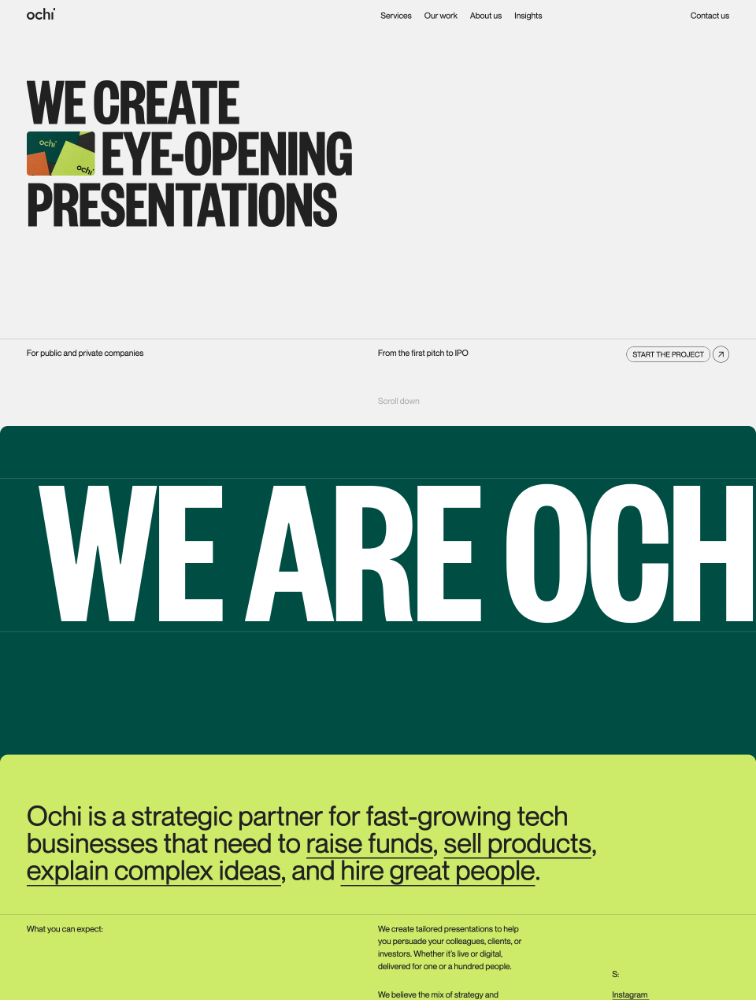 ochi
Services Our work About us Insights Contact us
WE CREATE
ochi ochi
EYE-OPENING
PRESENTATIONS
For public and private companies
From the first pitch to IPO
START THE PROJECT
Scroll down
WE ARE OCH
Ochi is a strategic partner for fast-growing tech
businesses that need to raise funds, sell products,
explain complex ideas, and hire great people.
What you can expect:
We create tailored presentations to help
you persuade your colleagues, clients, or
investors. Whether it’s live or digital,
delivered for one or a hundred people.
We believe the mix of strategy and
S:
Instagram